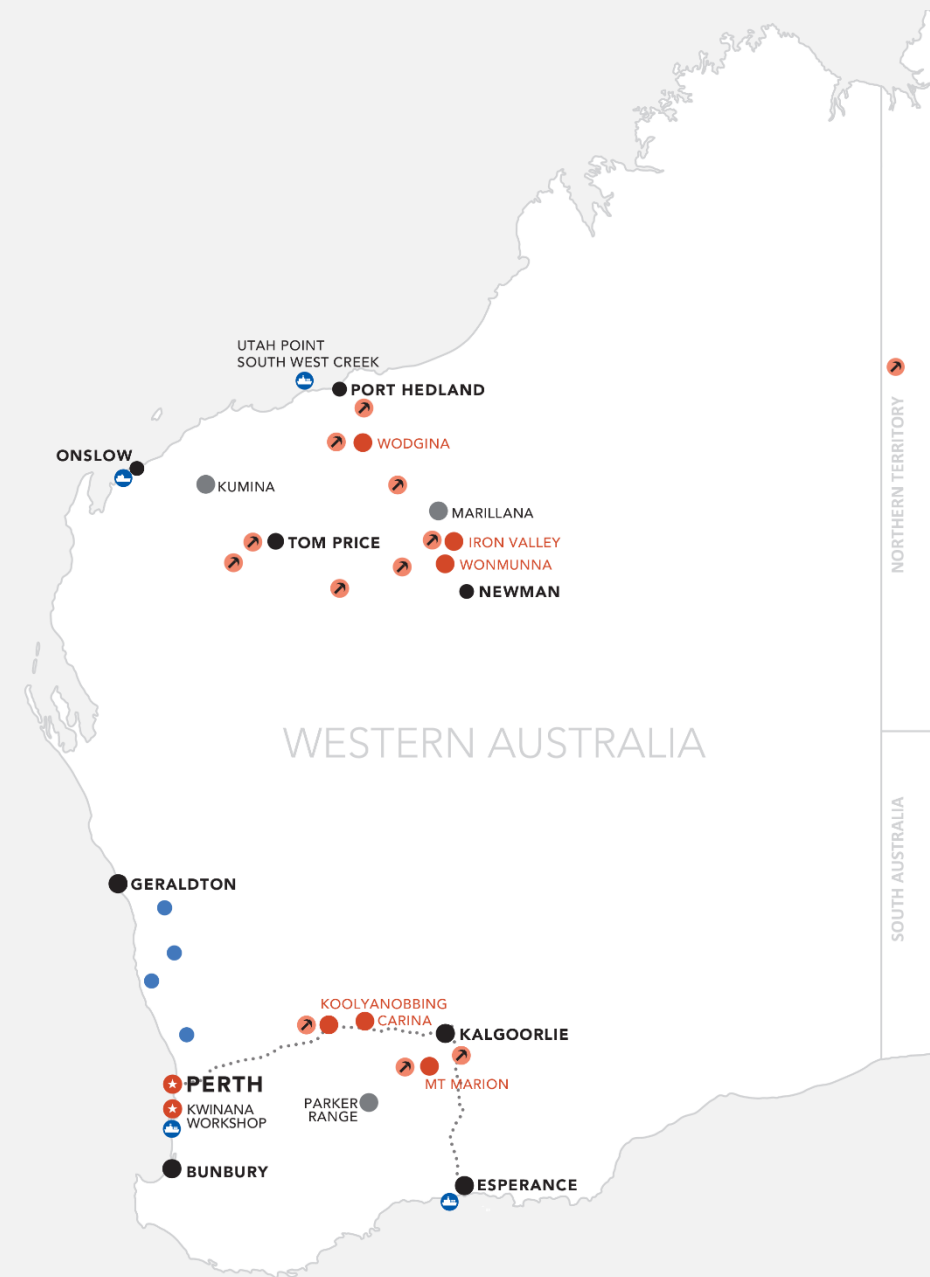 UTAH POINT
SOUTH WEST CREEK
PORT HEDLAND
WODGINA
ONSLOW
KUMINA
MARILLANA
TOM PRICE
IRON VALLEY
WONMUNNA
NEWMAN
NORTHERN TERRITORY
WESTERN AUSTRALIA
SOUTH AUSTRALIA
GERALDTON
KOOLYANOBBING
CARINA
KALGOORLIE
PERTH
MT MARION
KWINANA
WORKSHOP
PARKER
RANGE
BUNBURY
ESPERANCE